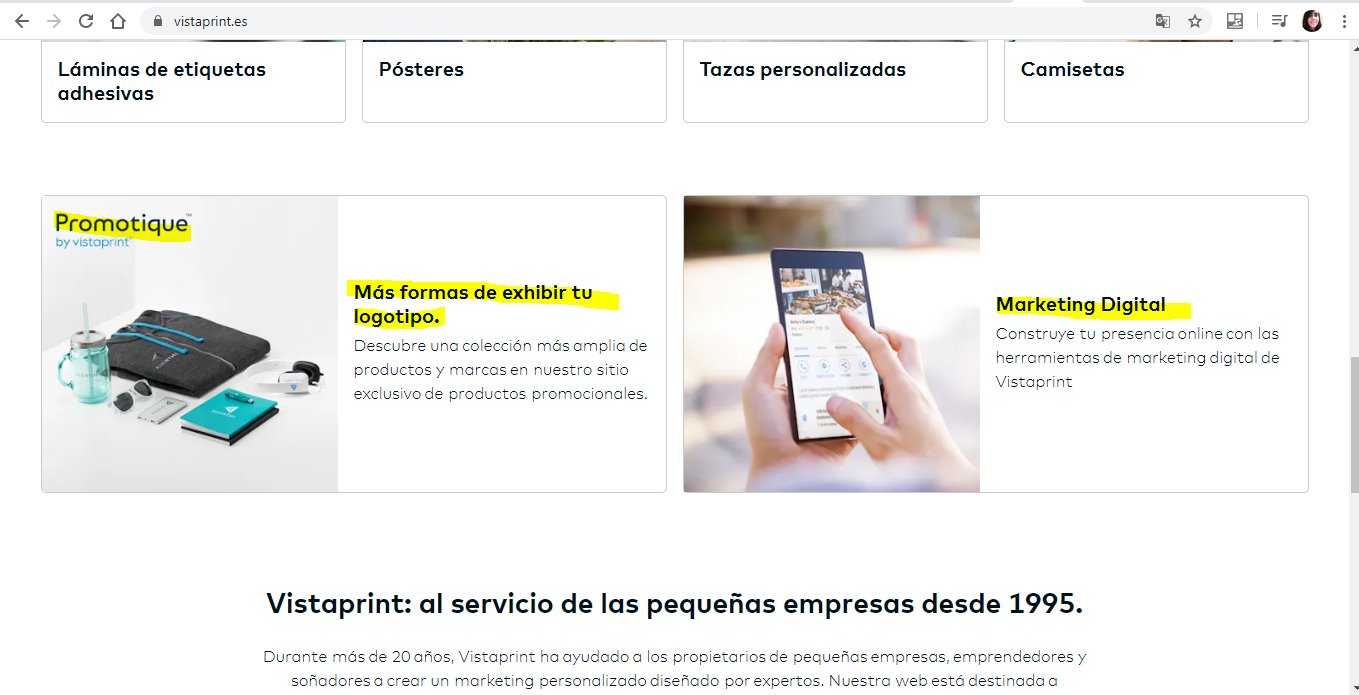 vistaprint.es
Láminas de etiquetas
adhesivas
Pósteres
Tazas personalizadas
Camisetas
Promotique™
by vistaprint
Más formas de exhibir tu
logotipo.
Descubre una colección más amplia de
productos y marcas en nuestro sitio
exclusivo de productos promocionales.
Marketing Digital
Construye tu presencia online con las
herramientas de marketing digital de
Vistaprint
Vistaprint: al servicio de las pequeñas empresas desde 1995.
Durante más de 20 años, Vistaprint ha ayudado a los propietarios de pequeñas empresas, emprendedores y
soñadores a crear un marketing personalizado diseñado por expertos. Nuestra web está destinada a